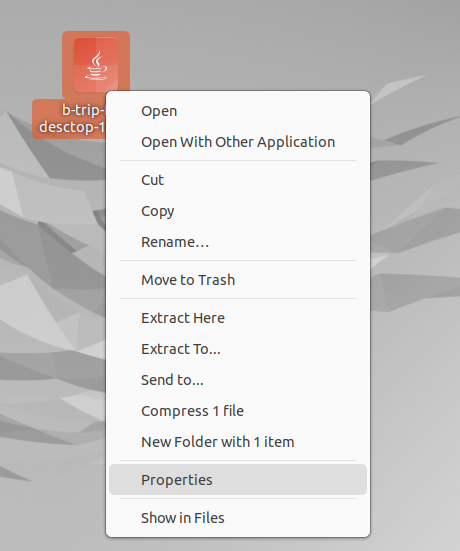 b-trip-
desctop-1
Open
Open With Other Application
Cut
Copy
Rename…
Move to Trash
Extract Here
Extract To...
Send to...
Compress 1 file
New Folder with 1 item
Properties
Show in Files